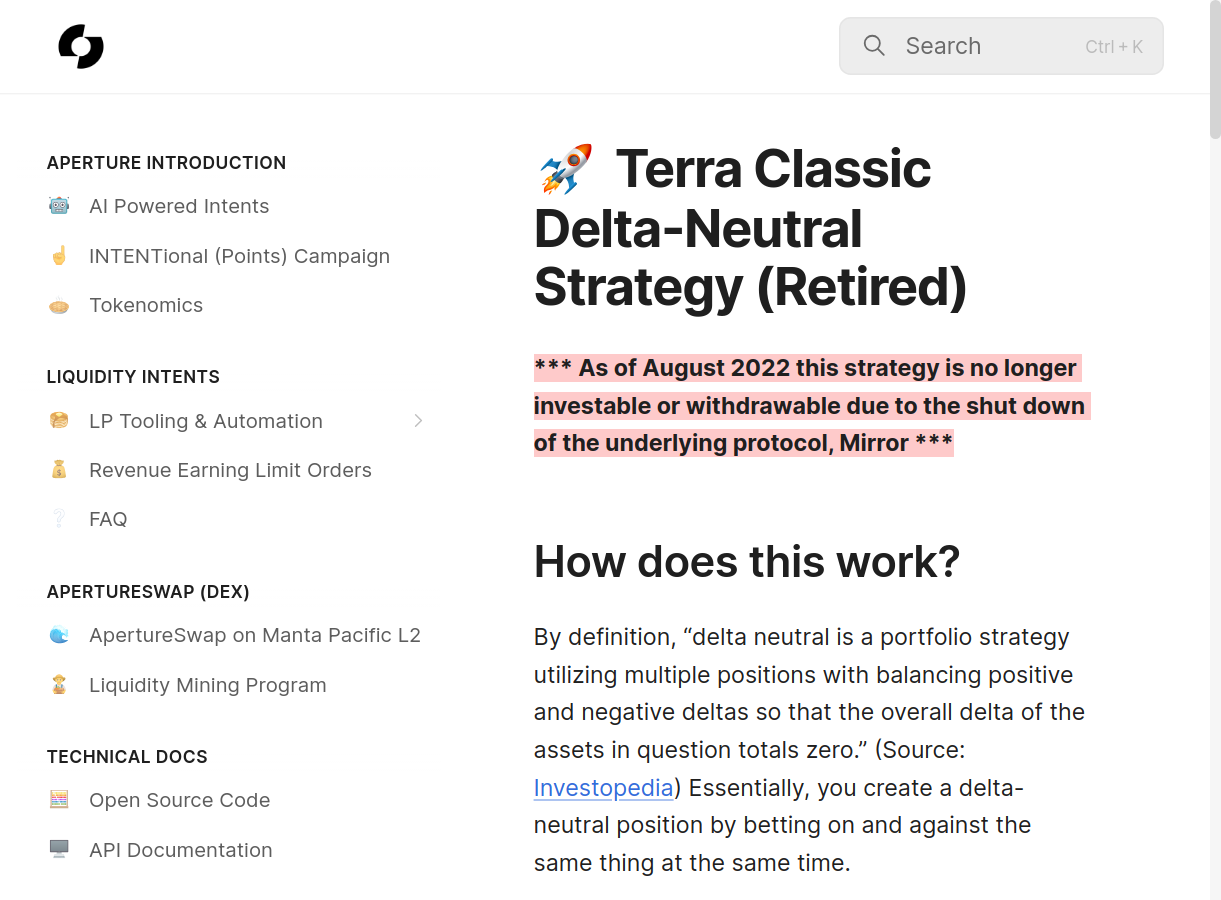 Search
Ctrl + K
APERTURE INTRODUCTION
AI Powered Intents
INTENTional (Points) Campaign
Tokenomics
LIQUIDITY INTENTS
LP Tooling & Automation
Revenue Earning Limit Orders
FAQ
APERTURESWAP (DEX)
ApertureSwap on Manta Pacific L2
Liquidity Mining Program
TECHNICAL DOCS
Open Source Code
API Documentation
Terra Classic
Delta-Neutral
Strategy (Retired)
*** As of August 2022 this strategy is no longer
investable or withdrawable due to the shut down
of the underlying protocol, Mirror ***
How does this work?
By definition, “delta neutral is a portfolio strategy
utilizing multiple positions with balancing positive
and negative deltas so that the overall delta of the
assets in question totals zero.” (Source:
Investopedia) Essentially, you create a delta-
neutral position by betting on and against the
same thing at the same time.